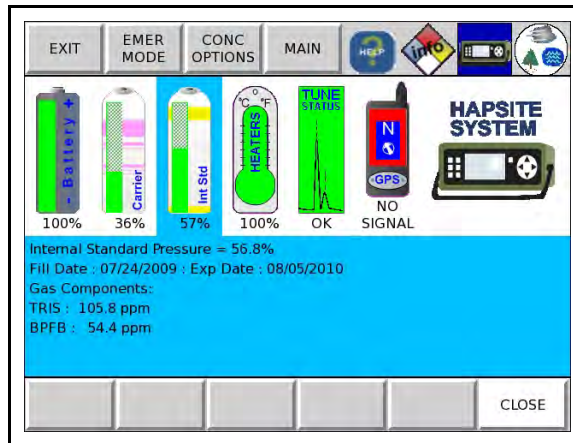 EXIT
EMER
MODE
CONC
OPTIONS
MAIN
HELP
info
+
Battery
-
Carrier
Int Std
°C °F
HEATERS
TUNE
STATUS
N
GPS
HAPSITE
SYSTEM
100%
36%
57%
100%
OK
NO
SIGNAL
Internal Standard Pressure = 56.8%
Fill Date : 07/24/2009 : Exp Date : 08/05/2010
Gas Components:
TRIS : 105.8 ppm
BPFB : 54.4 ppm
CLOSE